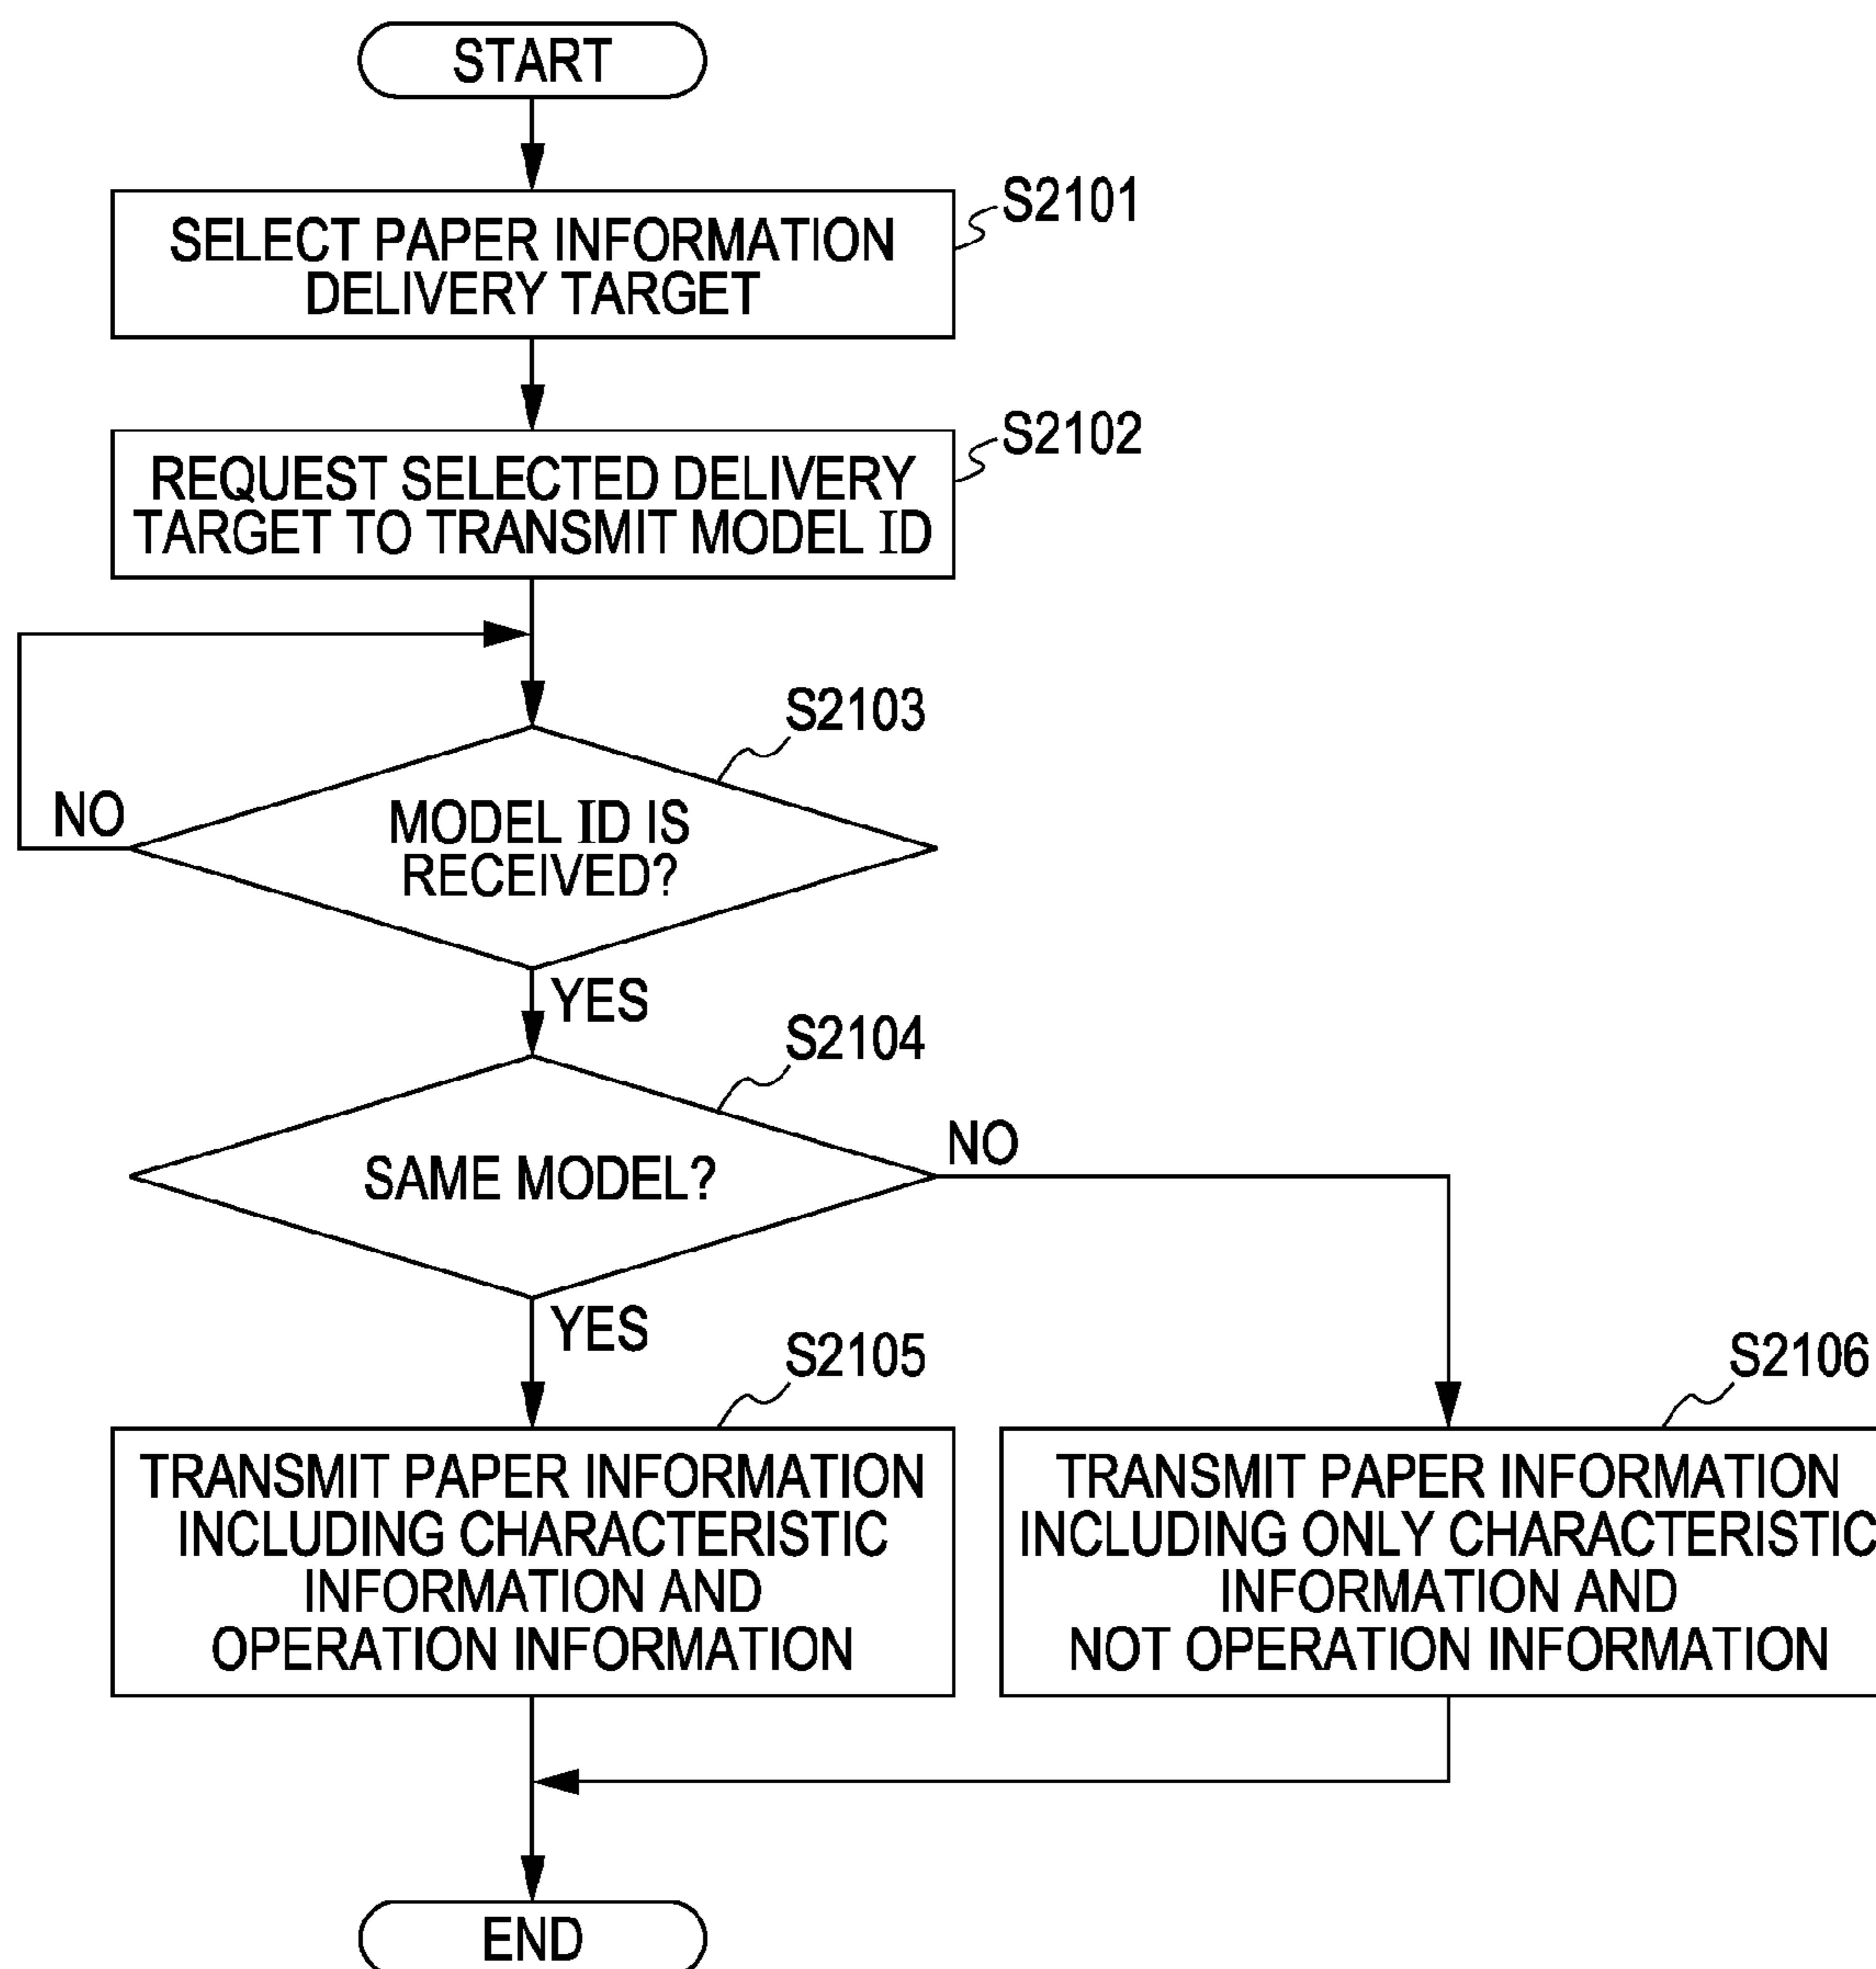 START
S2101
SELECT PAPER INFORMATION
DELIVERY TARGET
S2102
REQUEST SELECTED DELIVERY
TARGET TO TRANSMIT MODEL ID
S2103
NO
MODEL ID IS
RECEIVED?
YES
S2104
NO
SAME MODEL?
YES
S2105
TRANSMIT PAPER INFORMATION
INCLUDING CHARACTERISTIC
INFORMATION AND
OPERATION INFORMATION
S2106
TRANSMIT PAPER INFORMATION
INCLUDING ONLY CHARACTERISTIC
INFORMATION AND
NOT OPERATION INFORMATION
END